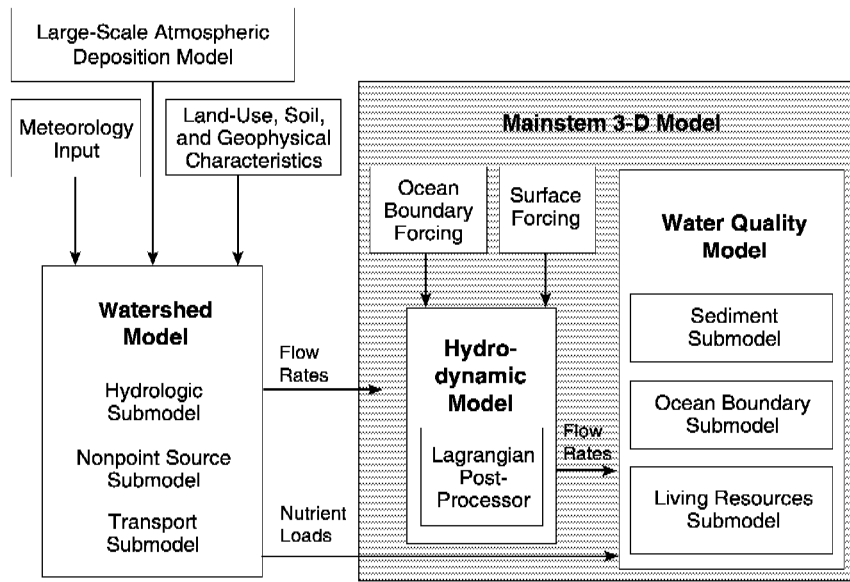 Large-Scale Atmospheric
Deposition Model
Meteorology
Input
Land-Use, Soil,
and Geophysical
Characteristics
Mainstem 3-D Model
Ocean
Boundary
Forcing
Surface
Forcing
Water Quality
Model
Sediment
Submodel
Ocean Boundary
Submodel
Living Resources
Submodel
Watershed
Model
Hydrologic
Submodel
Nonpoint Source
Submodel
Transport
Submodel
Flow
Rates
Nutrient
Loads
Hydro-
dynamic
Model
Lagrangian
Post-
Processor
Flow
Rates